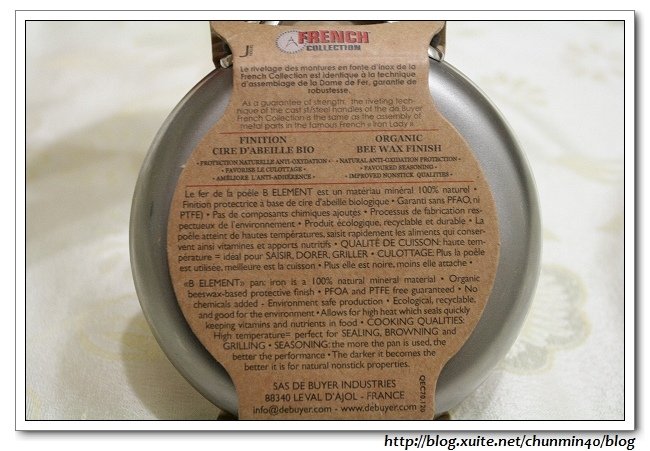 A FRENCH
COLLECTION
Le rivetage des montures en fonte d'inox de la
French Collection est identique à la technique
d'assemblage de la Dame de Fer, garantie de
robustesse.
As a guarantee of strength, the riveting tech-
nique of the cast st/steel handles of the de Buyer
French Collection is the same as the assembly of
metal parts in the famous French « Iron Lady ».
FINITION
CIRE D'ABEILLE BIO
• PROTECTION NATURELLE ANTI-OXYDATION •
• FAVORISE LE CULOTTAGE •
• AMÉLIORE L'ANTI-ADHÉRENCE •
ORGANIC
BEE WAX FINISH
• NATURAL ANTI-OXIDATION PROTECTION •
• FAVOURED SEASONING •
• IMPROVED NONSTICK QUALITIES •
Le fer de la poêle B ELEMENT est un matériau minéral 100% naturel •
Finition protectrice à base de cire d'abeille biologique • Garanti sans PFAO, ni
PTFE) • Pas de composants chimiques ajoutes • Processus de fabrication res-
pectueux de l'environnement • Produit écologique, recyclable et durable • La
poêle atteint de hautes températures, saisit rapidement les aliments qui conser-
vent ainsi vitamines et apports nutritifs • QUALITÉ DE CUISSON: haute tem-
pérature = idéal pour SAISIR, DORER, GRILLER • CULOTTAGE: Plus la poêle
est utilisée, meilleure est la cuisson • Plus elle est noire, moins elle attache •
«B ELEMENT» pan: iron is a 100% natural mineral material • Organic
beeswax-based protective finish • PFOA and PTFE free guaranteed • No
chemicals added - Environment safe production • Ecological, recyclable,
and good for the environment • Allows for high heat which seals quickly
keeping vitamins and nutrients in food • COOKING QUALITIES:
High temperature= perfect for SEALING, BROWNING and
GRILLING • SEASONING: the more the pan is used, the
better the performance • The darker it becomes the
better it is for natural nonstick properties.
SAS DE BUYER INDUSTRIES
88340 LE VAL D'AJOL - FRANCE
info@debuyer.com - www.debuyer.com
QEC70.120
http://blog.xuite.net/chunmin40/blog